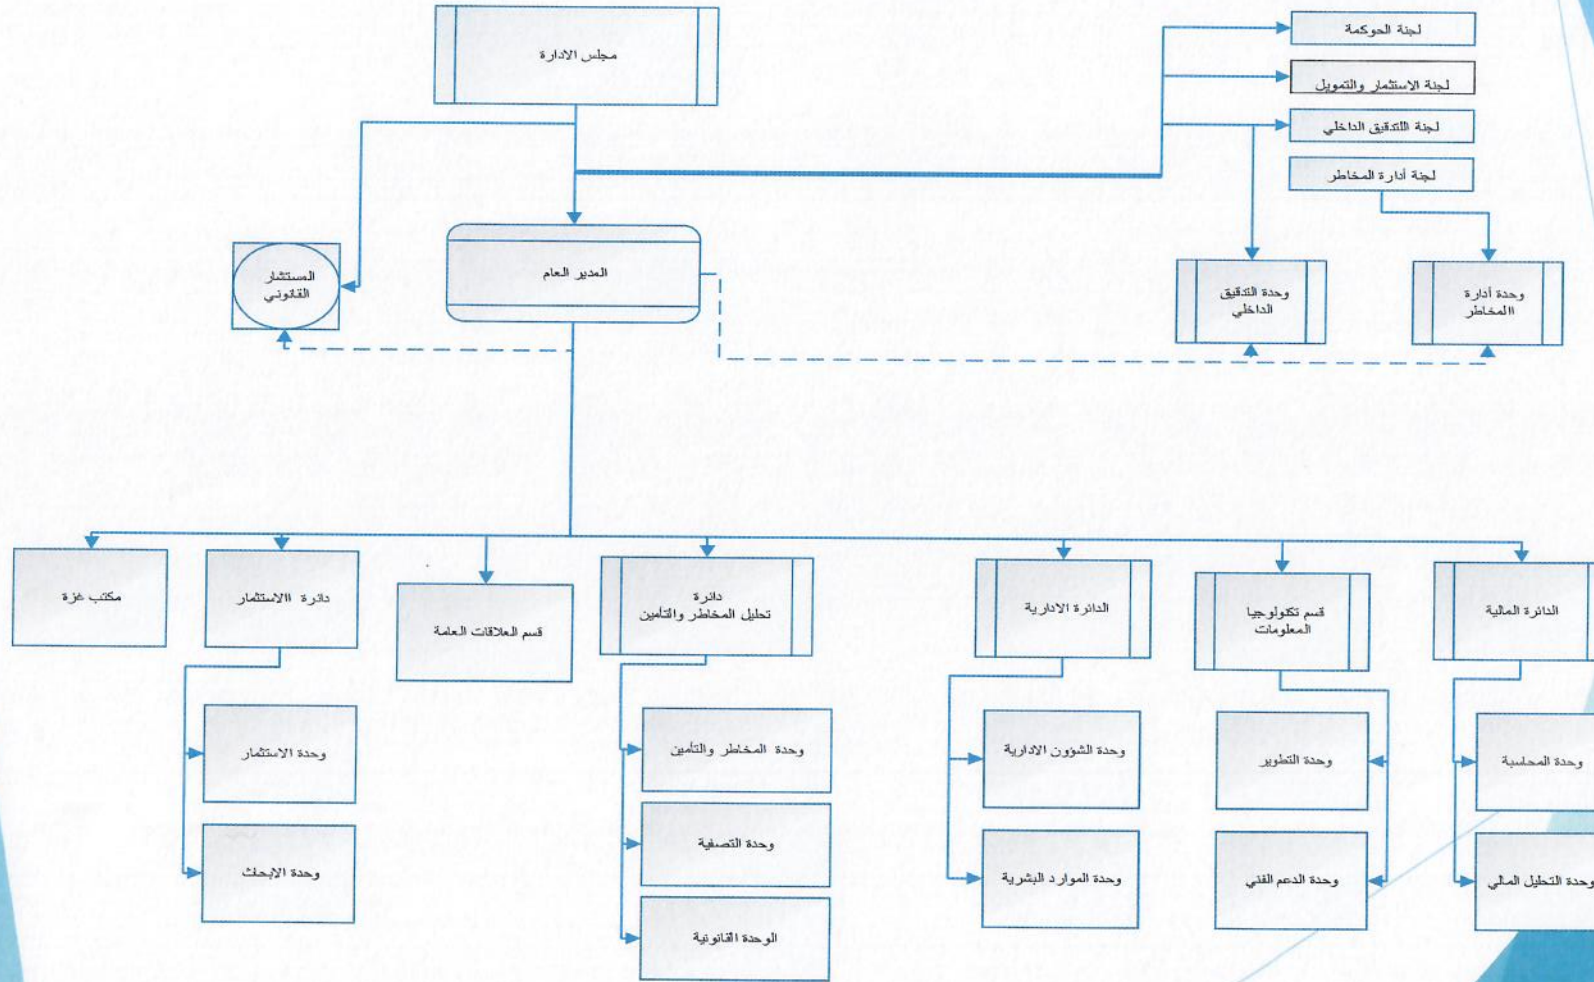 مجلس الادارة
لجنة الحوكمة
لجنة الاستثمار والتمويل
لجنة اللتدقيق الداخلي
لجنة أدارة المخاطر
المدير العام
المستشار
القانوني
وحدة التدقيق
الداخلي
وحدة أدارة
االمخاطر
الدائرة المالية
قسم تكنولوجيا
المعلومات
الدائرة الادارية
دائرة
تحليل المخاطر والتأمين
قسم العلاقات العامة
دائرة االاستثمار
مكتب غزة
وحدة المحاسبة
وحدة التطوير
وحدة الشؤون الادارية
وحدة المخاطر والتأمين
وحدة الاستثمار
وحدة التحليل المالي
وحدة الدعم الفني
وحدة الموارد البشرية
وحدة التصفية
وحدة الابحاث
الوحدة القانونية